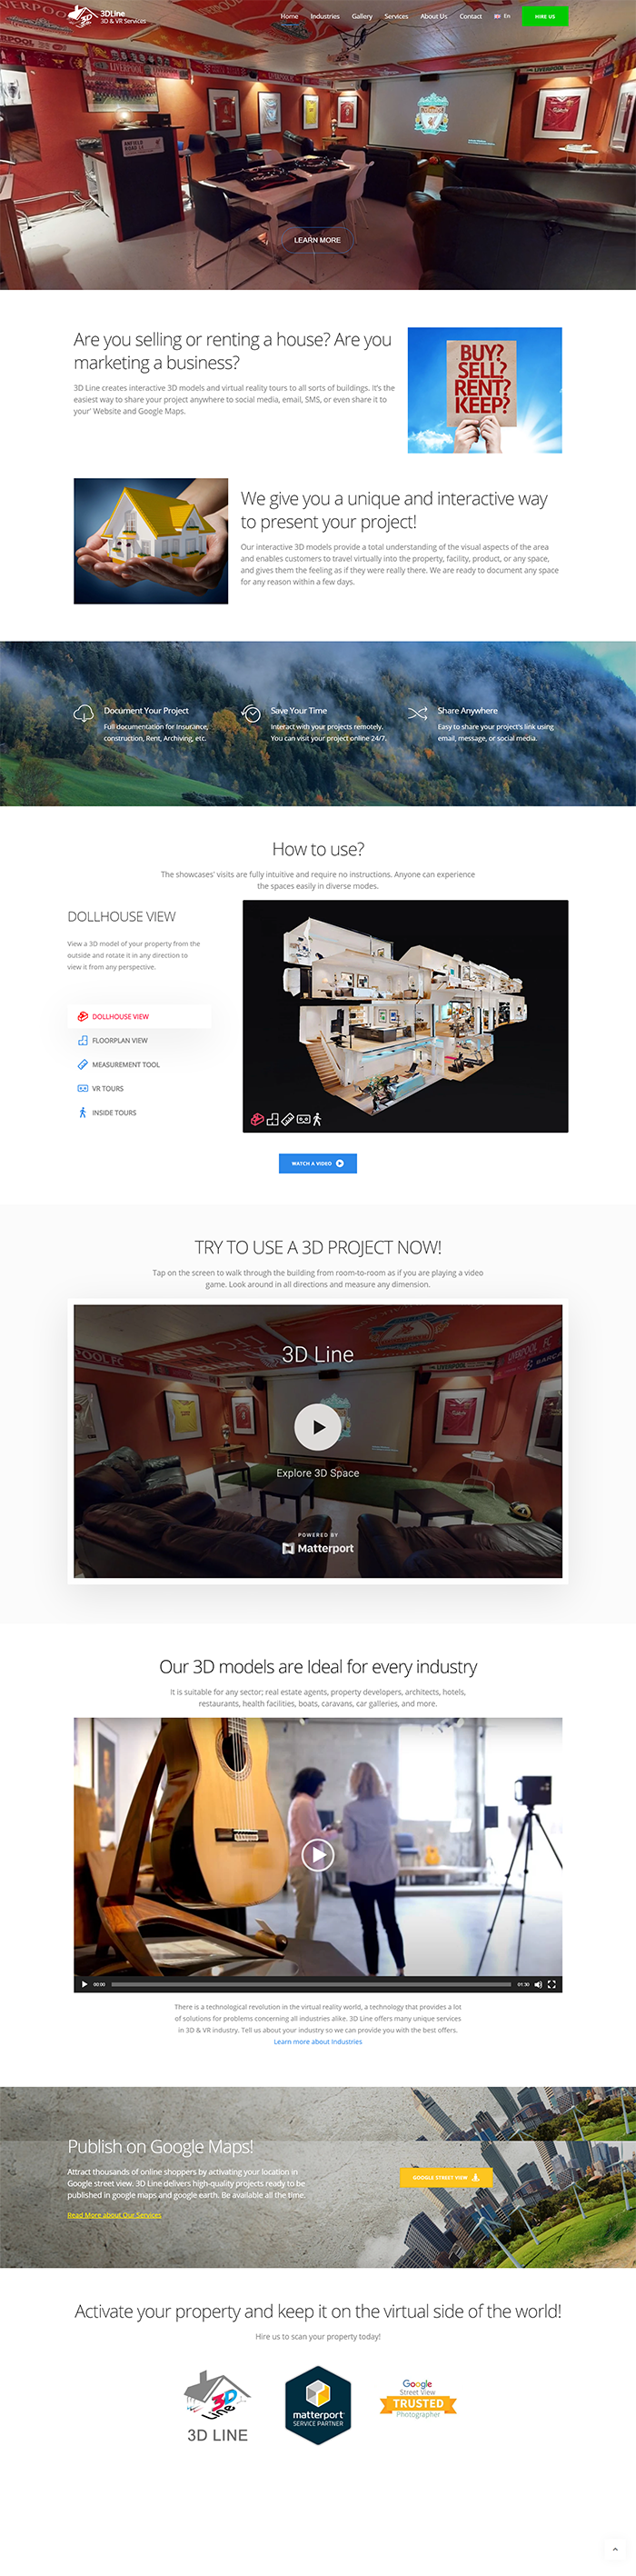 3DLine
3D & VR Services
Home Industries Gallery Services About Us Contact En HIRE US
LIVERPOOL
ANFIELD
ROAD L4
LEARN MORE
Are you selling or renting a house? Are you
marketing a business?
3D Line creates interactive 3D models and virtual reality tours to all sorts of buildings. It's the
easiest way to share your project anywhere to social media, email, SMS, or even share it to
your' Website and Google Maps.
BUY?
SELL?
RENT?
KEEP?
We give you a unique and interactive way
to present your project!
Our interactive 3D models provide a total understanding of the visual aspects of the area
and enables customers to travel virtually into the property, facility, product, or any space,
and gives them the feeling as if they were really there. We are ready to document any space
for any reason within a few days.
Document Your Project
Full documentation for Insurance,
construction, Rent, Archiving, etc.
Save Your Time
Interact with your projects remotely.
You can visit your project online 24/7.
Share Anywhere
Easy to share your project's link using
email, message, or social media.
How to use?
The showcases' visits are fully intuitive and require no instructions. Anyone can experience
the spaces easily in diverse modes.
DOLLHOUSE VIEW
View a 3D model of your property from the
outside and rotate it in any direction to
view it from any perspective.
DOLLHOUSE VIEW
FLOORPLAN VIEW
MEASUREMENT TOOL
VR TOURS
INSIDE TOURS
WATCH A VIDEO
TRY TO USE A 3D PROJECT NOW!
Tap on the screen to walk through the building from room-to-room as if you are playing a video
game. Look around in all directions and measure any dimension.
POOL FC
LIVERPOOL FC
BARCA
3D Line
Explore 3D Space
POWERED BY
Matterport
Our 3D models are Ideal for every industry
It is suitable for any sector; real estate agents, property developers, architects, hotels,
restaurants, health facilities, boats, caravans, car galleries, and more.
00:00 01:30
There is a technological revolution in the virtual reality world, a technology that provides a lot
of solutions for problems concerning all industries alike. 3D Line offers many unique services
in 3D & VR industry. Tell us about your industry so we can provide you with the best offers.
Learn more about Industries
Publish on Google Maps!
Attract thousands of online shoppers by activating your location in
Google street view. 3D Line delivers high-quality projects ready to be
published in google maps and google earth. Be available all the time.
Read More about Our Services
GOOGLE STREET VIEW
Activate your property and keep it on the virtual side of the world!
Hire us to scan your property today!
3D
Line
3D LINE
matterport
SERVICE PARTNER
Google
Street View
TRUSTED
Photographer